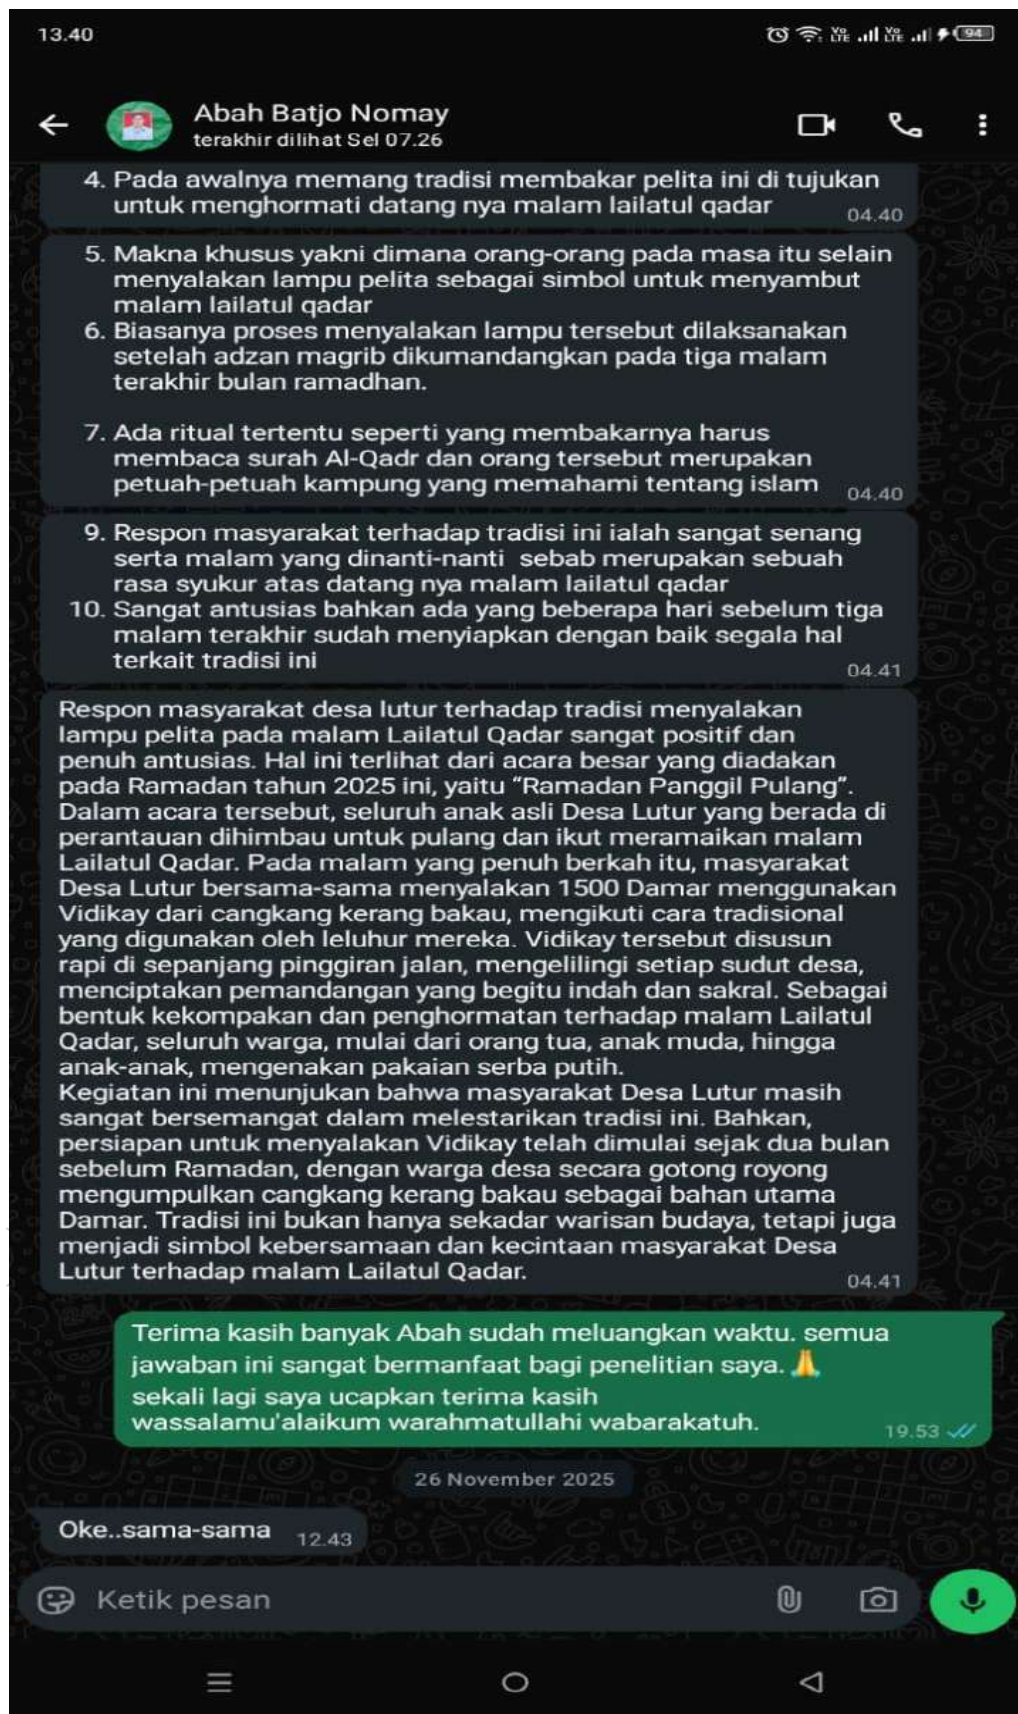 13.40
Vo LTE Vo LTE 94
Abah Batjo Nomay
terakhir dilihat Sel 07.26
4. Pada awalnya memang tradisi membakar pelita ini di tujukan
untuk menghormati datang nya malam lailatul qadar 04.40
5. Makna khusus yakni dimana orang-orang pada masa itu selain
menyalakan lampu pelita sebagai simbol untuk menyambut
malam lailatul qadar
6. Biasanya proses menyalakan lampu tersebut dilaksanakan
setelah adzan magrib dikumandangkan pada tiga malam
terakhir bulan ramadhan.
7. Ada ritual tertentu seperti yang membakarnya harus
membaca surah Al-Qadr dan orang tersebut merupakan
petuah-petuah kampung yang memahami tentang islam 04.40
9. Respon masyarakat terhadap tradisi ini ialah sangat senang
serta malam yang dinanti-nanti sebab merupakan sebuah
rasa syukur atas datang nya malam lailatul qadar
10. Sangat antusias bahkan ada yang beberapa hari sebelum tiga
malam terakhir sudah menyiapkan dengan baik segala hal
terkait tradisi ini 04.41
Respon masyarakat desa lutur terhadap tradisi menyalakan
lampu pelita pada malam Lailatul Qadar sangat positif dan
penuh antusias. Hal ini terlihat dari acara besar yang diadakan
pada Ramadan tahun 2025 ini, yaitu “Ramadan Panggil Pulang”.
Dalam acara tersebut, seluruh anak asli Desa Lutur yang berada di
perantauan dihimbau untuk pulang dan ikut meramaikan malam
Lailatul Qadar. Pada malam yang penuh berkah itu, masyarakat
Desa Lutur bersama-sama menyalakan 1500 Damar menggunakan
Vidikay dari cangkang kerang bakau, mengikuti cara tradisional
yang digunakan oleh leluhur mereka. Vidikay tersebut disusun
rapi di sepanjang pinggiran jalan, mengelilingi setiap sudut desa,
menciptakan pemandangan yang begitu indah dan sakral. Sebagai
bentuk kekompakan dan penghormatan terhadap malam Lailatul
Qadar, seluruh warga, mulai dari orang tua, anak muda, hingga
anak-anak, mengenakan pakaian serba putih.
Kegiatan ini menunjukan bahwa masyarakat Desa Lutur masih
sangat bersemangat dalam melestarikan tradisi ini. Bahkan,
persiapan untuk menyalakan Vidikay telah dimulai sejak dua bulan
sebelum Ramadan, dengan warga desa secara gotong royong
mengumpulkan cangkang kerang bakau sebagai bahan utama
Damar. Tradisi ini bukan hanya sekadar warisan budaya, tetapi juga
menjadi simbol kebersamaan dan kecintaan masyarakat Desa
Lutur terhadap malam Lailatul Qadar. 04.41
Terima kasih banyak Abah sudah meluangkan waktu. semua
jawaban ini sangat bermanfaat bagi penelitian saya. 🙏
sekali lagi saya ucapkan terima kasih
wassalamu'alaikum warahmatullahi wabarakatuh. 19.53
26 November 2025
Oke..sama-sama 12.43
Ketik pesan